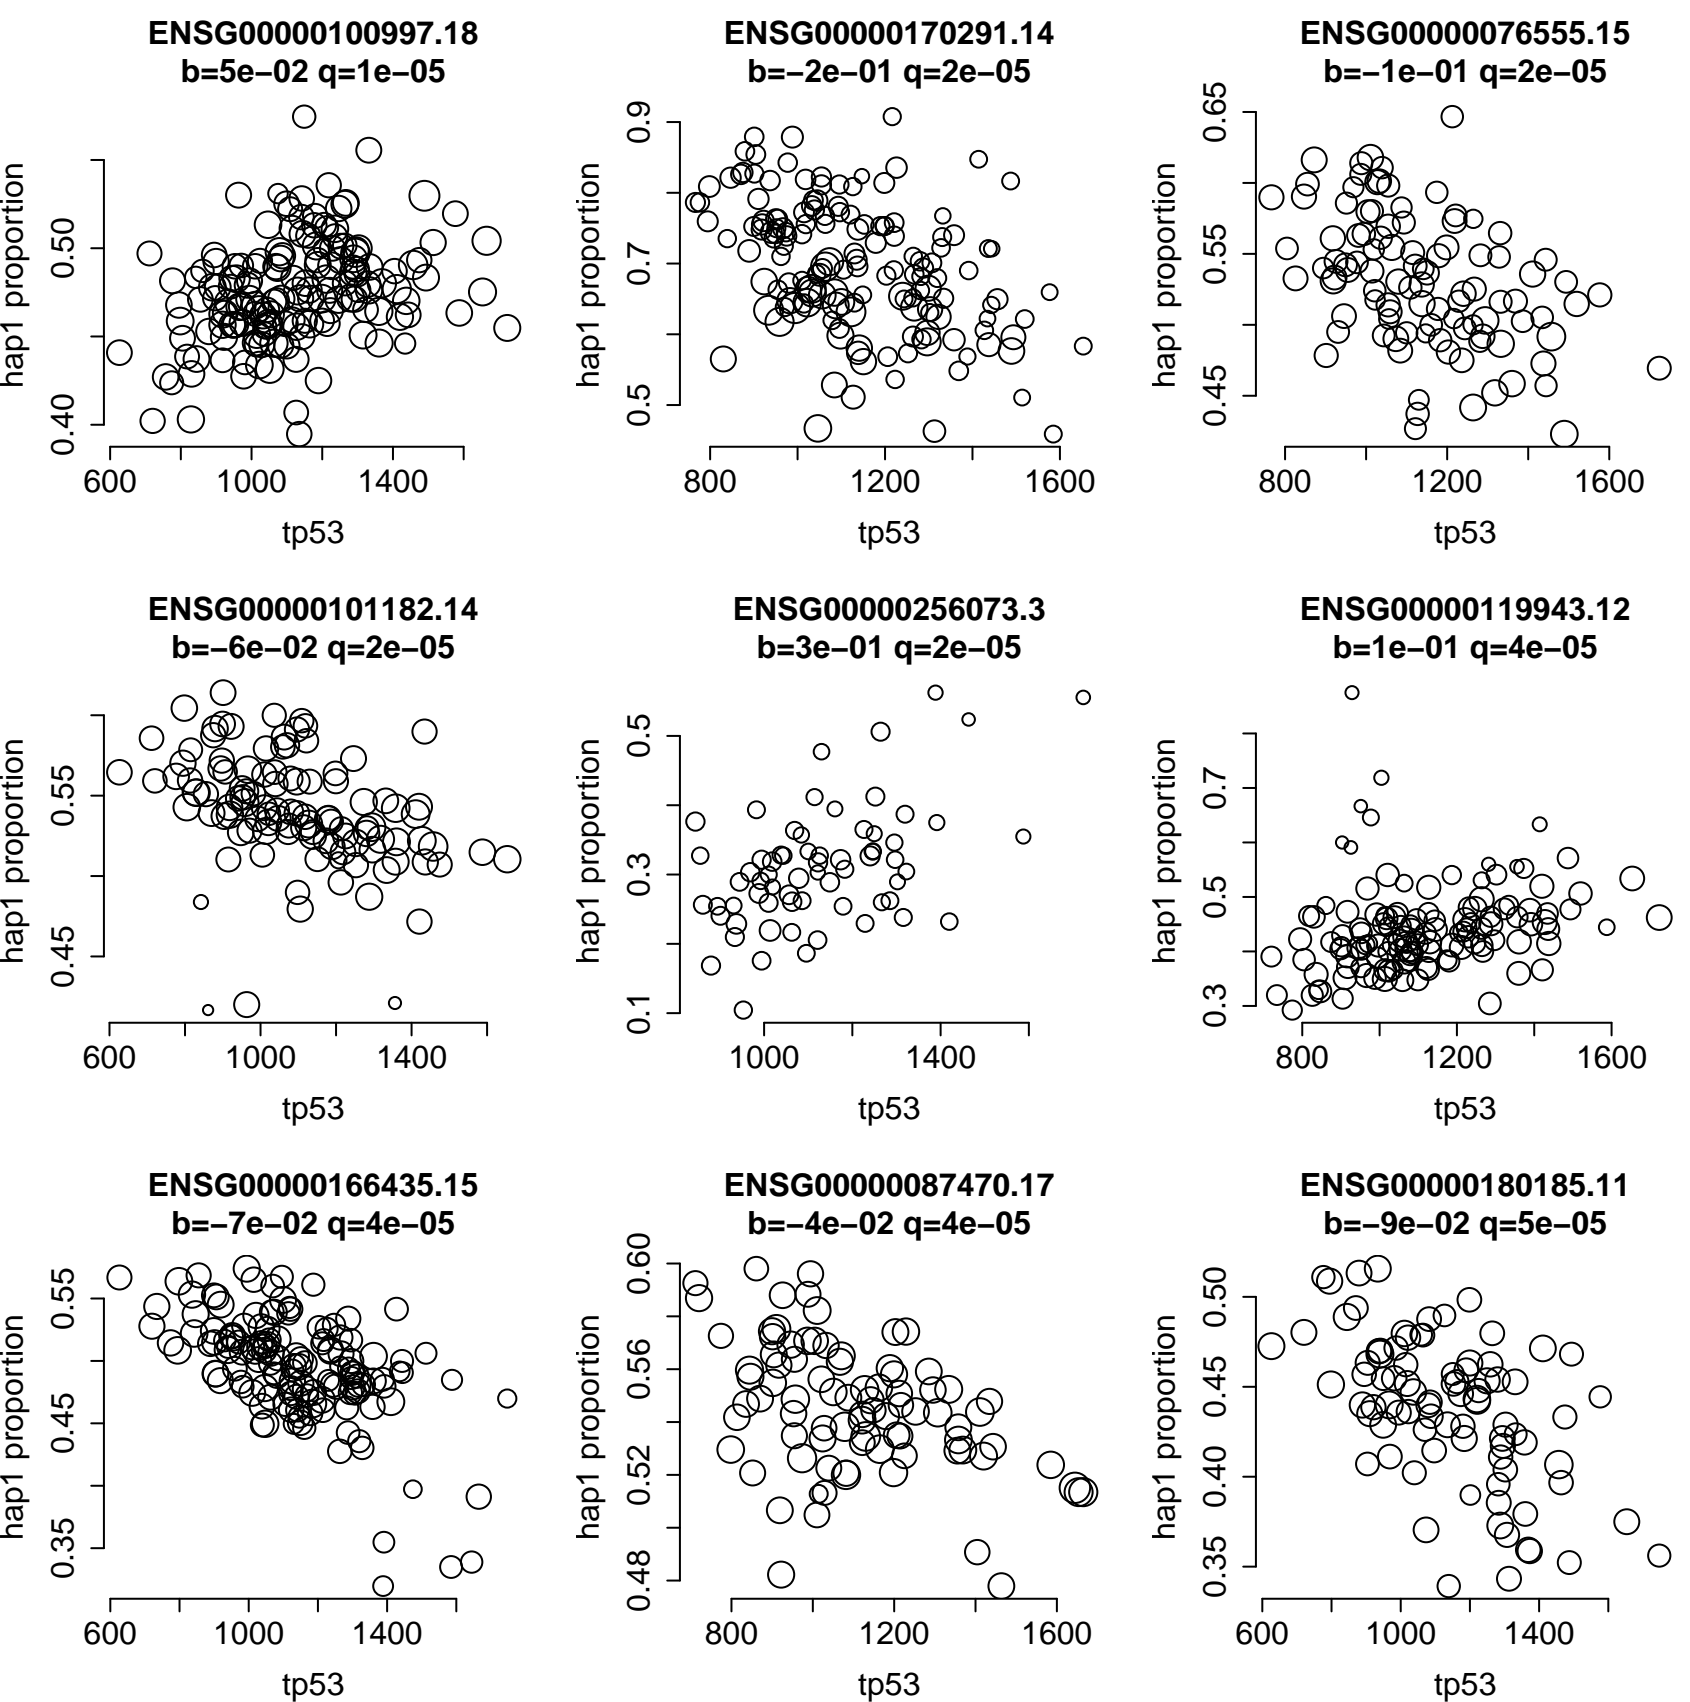 ENSG00000100997.18
b=5e−02 q=1e−05
hap1 proportion
0.40 0.50
600 1000 1400
tp53
ENSG00000170291.14
b=−2e−01 q=2e−05
hap1 proportion
0.5 0.7 0.9
800 1200 1600
tp53
ENSG00000076555.15
b=−1e−01 q=2e−05
hap1 proportion
0.45 0.55 0.65
800 1200 1600
tp53
ENSG00000101182.14
b=−6e−02 q=2e−05
hap1 proportion
0.45 0.55
600 1000 1400
tp53
ENSG00000256073.3
b=3e−01 q=2e−05
hap1 proportion
0.1 0.3 0.5
1000 1400
tp53
ENSG00000119943.12
b=1e−01 q=4e−05
hap1 proportion
0.3 0.5 0.7
800 1200 1600
tp53
ENSG00000166435.15
b=−7e−02 q=4e−05
hap1 proportion
0.35 0.45 0.55
600 1000 1400
tp53
ENSG00000087470.17
b=−4e−02 q=4e−05
hap1 proportion
0.48 0.52 0.56 0.60
800 1200 1600
tp53
ENSG00000180185.11
b=−9e−02 q=5e−05
hap1 proportion
0.35 0.40 0.45 0.50
600 1000 1400
tp53